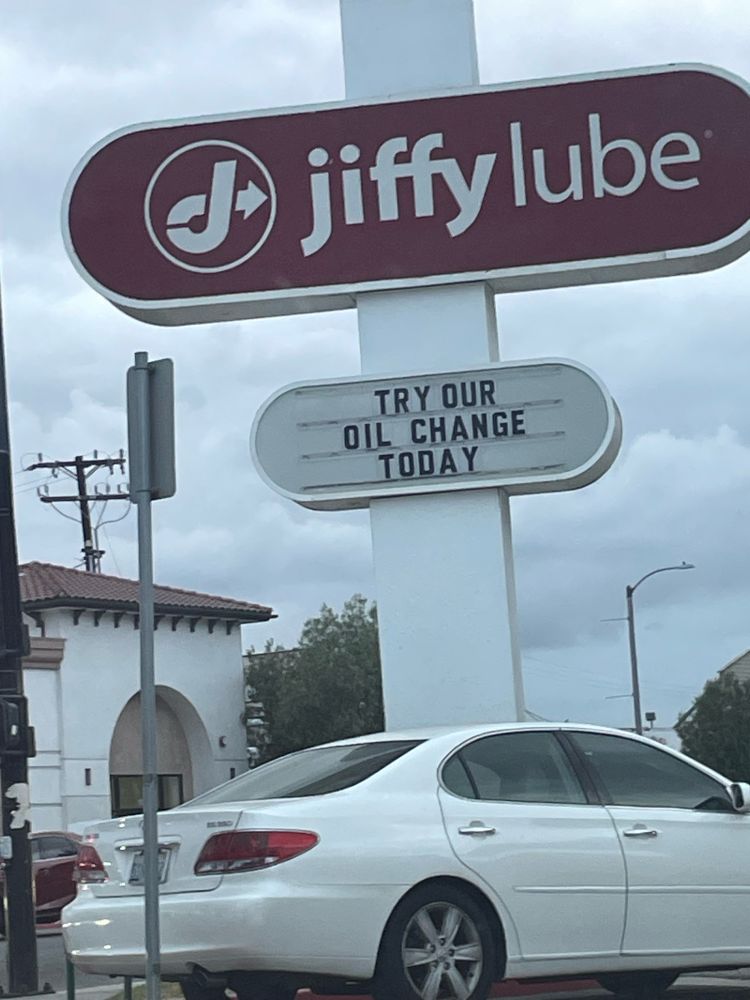 jiffy lube
TRY OUR
OIL CHANGE
TODAY